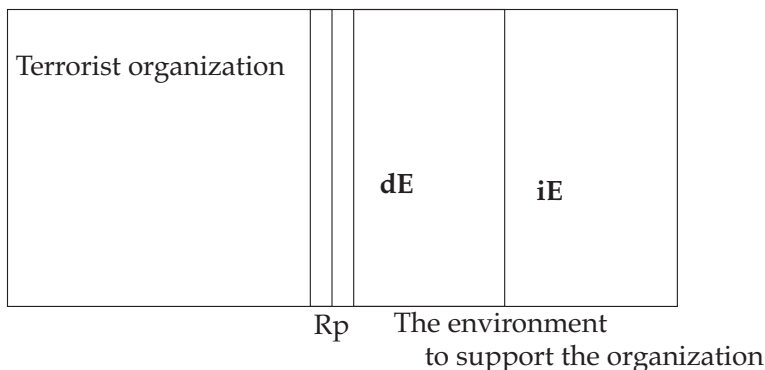 Terrorist organization
dE
iE
Rp
The environment
to support the organization